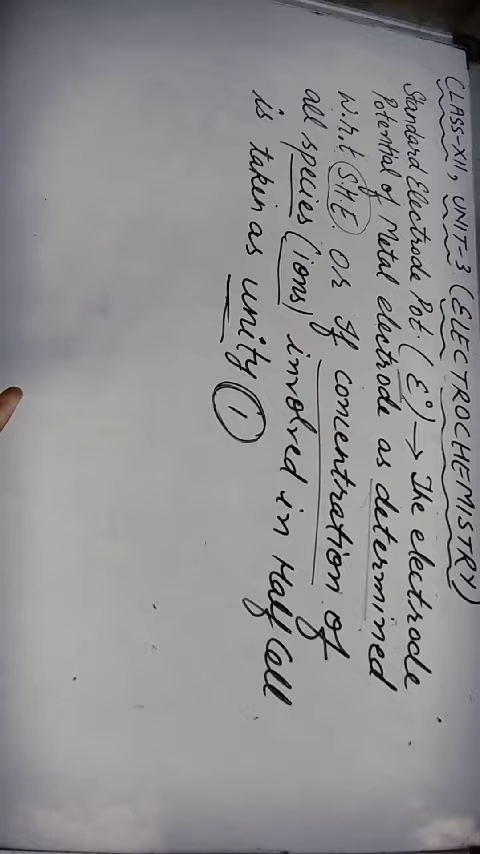 CLASS-XII, UNIT-3 (ELECTROCHEMISTRY)
Standard Electrode Pot. (E°) → The electrode
Potential of Metal electrode as determined
w.r.t S.H.E. or If concentration of
all species (ions) involved in Half Cell
is taken as unity 1